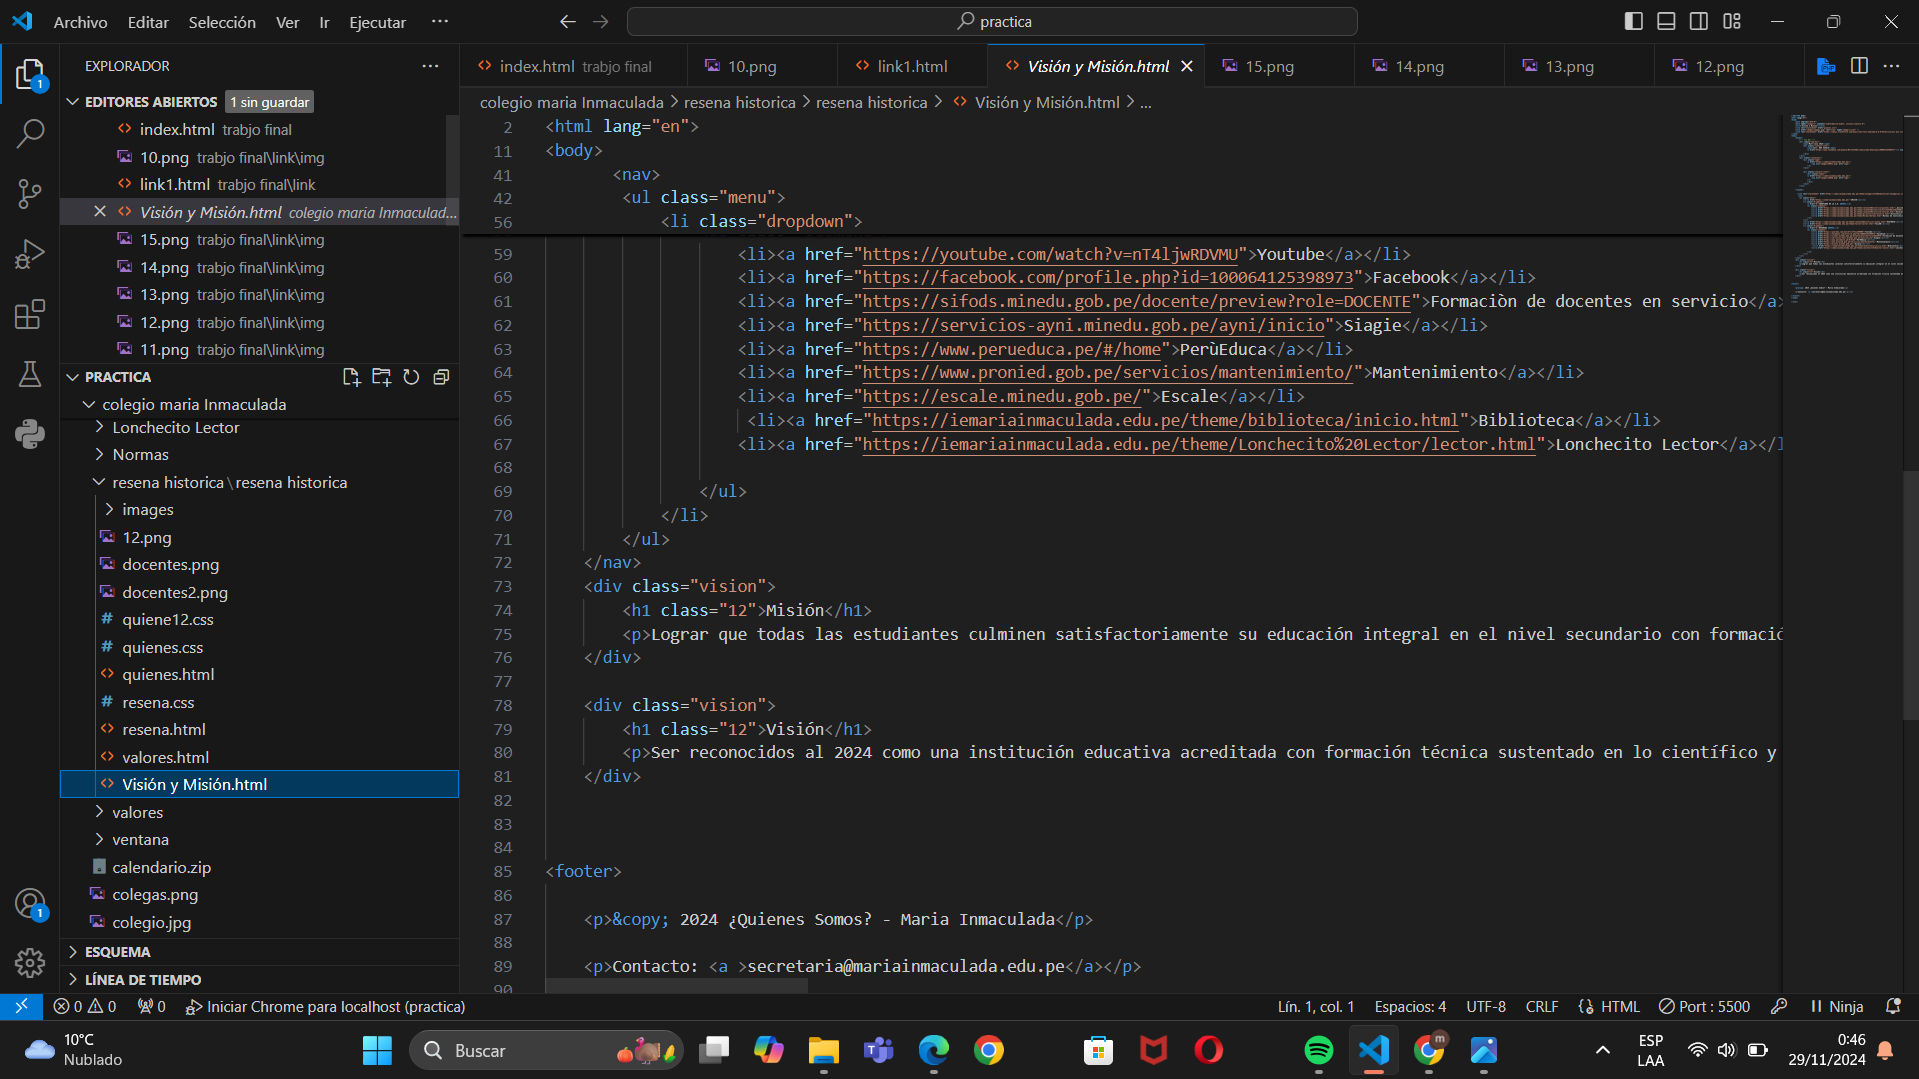 Archivo Editar Selección Ver Ir Ejecutar ··· practica
EXPLORADOR ···
EDITORES ABIERTOS 1 sin guardar
index.html trabjo final
10.png trabjo final\link\img
link1.html trabjo final\link
Visión y Misión.html colegio maria Inmaculad...
15.png trabjo final\link\img
14.png trabjo final\link\img
13.png trabjo final\link\img
12.png trabjo final\link\img
11.png trabjo final\link\img
PRACTICA
colegio maria Inmaculada
Lonchecito Lector
Normas
resena historica\resena historica
images
12.png
docentes.png
docentes2.png
quiene12.css
quienes.css
quienes.html
resena.css
resena.html
valores.html
Visión y Misión.html
valores
ventana
calendario.zip
colegas.png
colegio.jpg
ESQUEMA
LÍNEA DE TIEMPO
1
1
index.html trabjo final 10.png link1.html Visión y Misión.html 15.png 14.png 13.png 12.png ···
colegio maria Inmaculada > resena historica > resena historica > Visión y Misión.html > ...
2 <html lang="en">
11 <body>
41 <nav>
42 <ul class="menu">
56 <li class="dropdown">
59 <li><a href="https://youtube.com/watch?v=nT4ljwRDVMU">Youtube</a></li>
60 <li><a href="https://facebook.com/profile.php?id=100064125398973">Facebook</a></li>
61 <li><a href="https://sifods.minedu.gob.pe/docente/preview?role=DOCENTE">Formaciòn de docentes en servicio</a>
62 <li><a href="https://servicios-ayni.minedu.gob.pe/ayni/inicio">Siagie</a></li>
63 <li><a href="https://www.perueduca.pe/#/home">PerùEduca</a></li>
64 <li><a href="https://www.pronied.gob.pe/servicios/mantenimiento/">Mantenimiento</a></li>
65 <li><a href="https://escale.minedu.gob.pe/">Escale</a></li>
66 <li><a href="https://iemariainmaculada.edu.pe/theme/biblioteca/inicio.html">Biblioteca</a></li>
67 <li><a href="https://iemariainmaculada.edu.pe/theme/Lonchecito%20Lector/lector.html">Lonchecito Lector</a></l
68
69 </ul>
70 </li>
71 </ul>
72 </nav>
73 <div class="vision">
74 <h1 class="12">Misión</h1>
75 <p>Lograr que todas las estudiantes culminen satisfactoriamente su educación integral en el nivel secundario con formació
76 </div>
77
78 <div class="vision">
79 <h1 class="12">Visión</h1>
80 <p>Ser reconocidos al 2024 como una institución educativa acreditada con formación técnica sustentado en lo científico y
81 </div>
82
83
84
85 <footer>
86
87 <p>&copy; 2024 ¿Quienes Somos? - Maria Inmaculada</p>
88
89 <p>Contacto: <a >secretaria@mariainmaculada.edu.pe</a></p>
90
0 0 0 Iniciar Chrome para localhost (practica) Lín. 1, col. 1 Espacios: 4 UTF-8 CRLF HTML Port : 5500 Ninja
10°C
Nublado
Buscar
m
ESP
LAA
0:46
29/11/2024